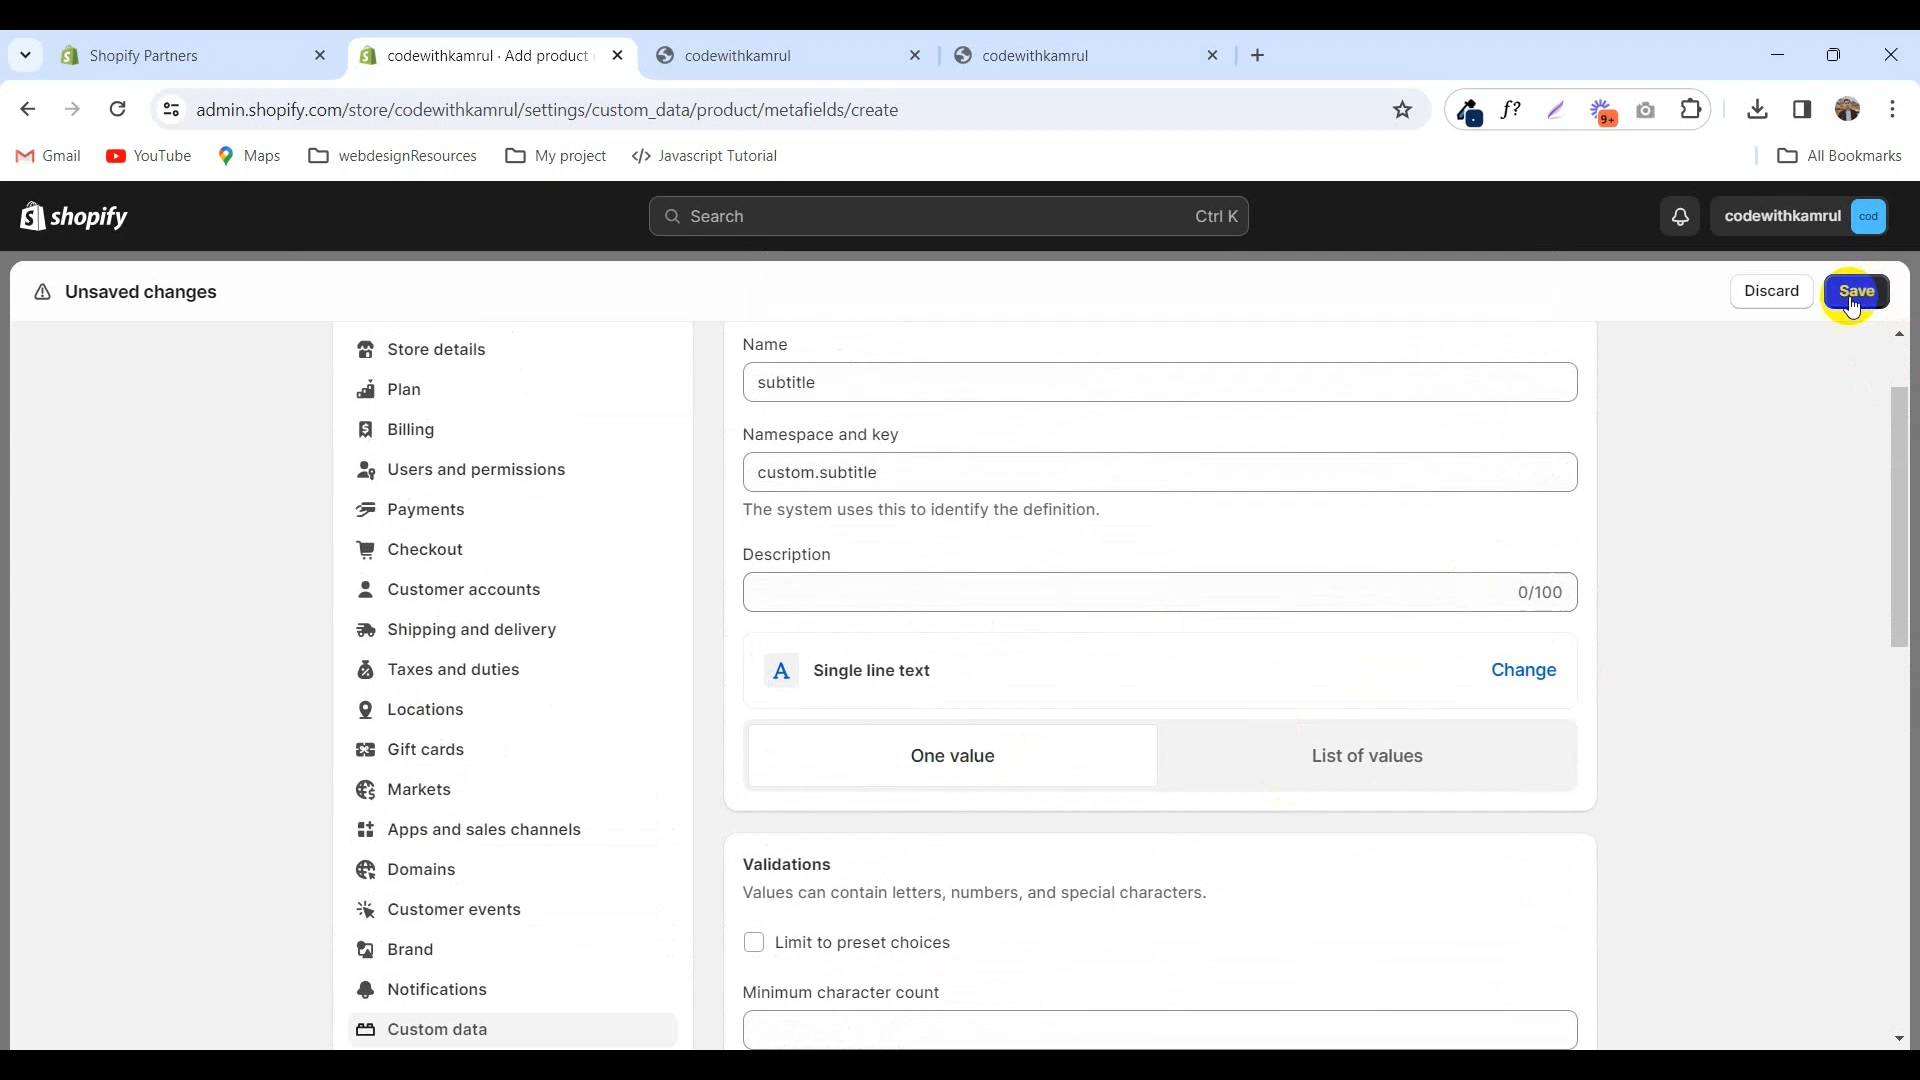 Shopify Partners
codewithkamrul · Add product
codewithkamrul
codewithkamrul
admin.shopify.com/store/codewithkamrul/settings/custom_data/product/metafields/create
f?
9+
Gmail
YouTube
Maps
webdesignResources
My project
Javascript Tutorial
All Bookmarks
shopify
Search
Ctrl K
codewithkamrul
cod
Unsaved changes
Discard
Save
Store details
Plan
Billing
Users and permissions
Payments
Checkout
Customer accounts
Shipping and delivery
Taxes and duties
Locations
Gift cards
Markets
Apps and sales channels
Domains
Customer events
Brand
Notifications
Custom data
Name
subtitle
Namespace and key
custom.subtitle
The system uses this to identify the definition.
Description
0/100
A Single line text
Change
One value
List of values
Validations
Values can contain letters, numbers, and special characters.
Limit to preset choices
Minimum character count